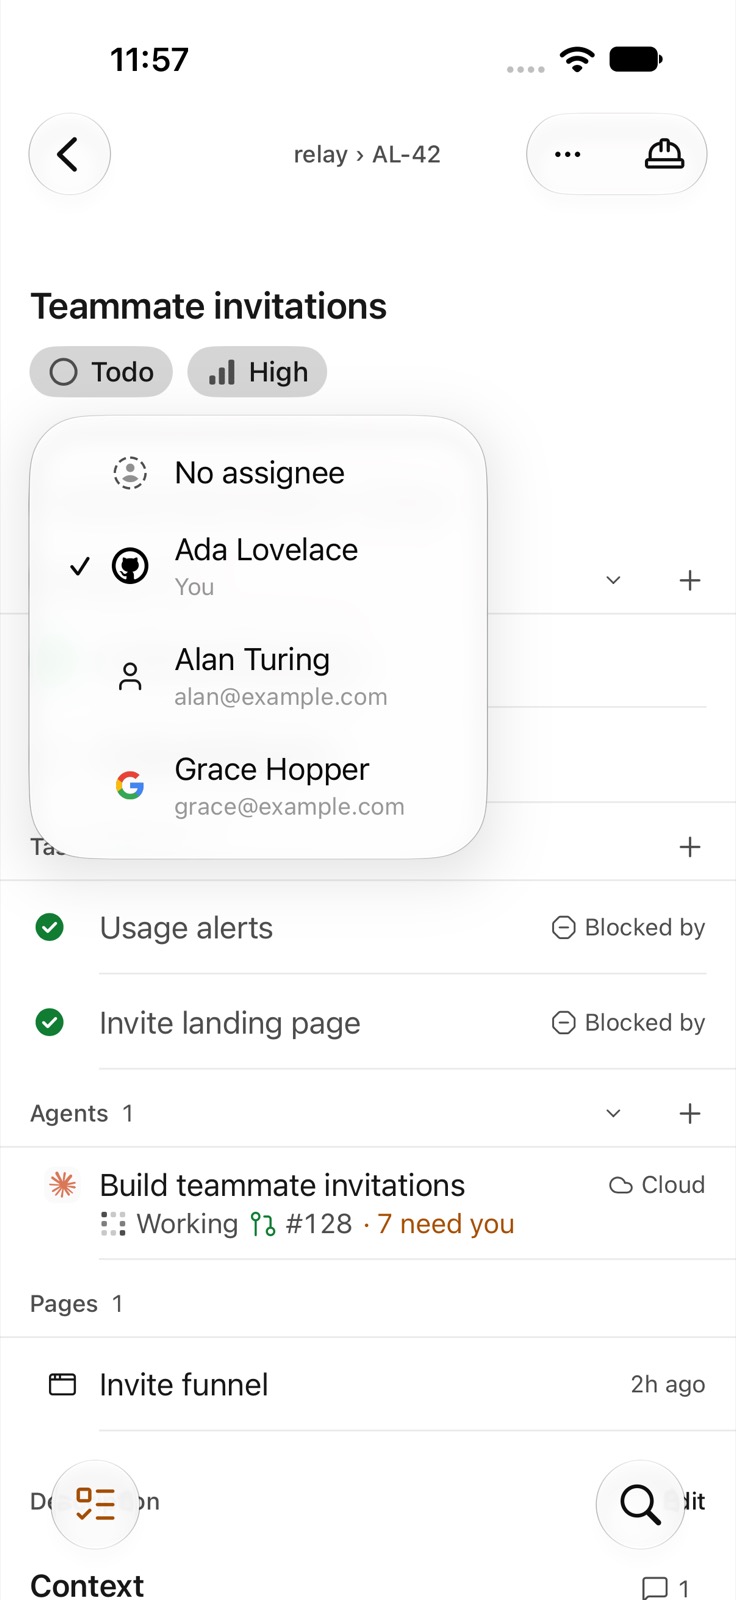 11:57
relay › AL-42
Teammate invitations
Todo
High
No assignee
Ada Lovelace
You
Alan Turing
alan@example.com
Grace Hopper
grace@example.com
Usage alerts
Blocked by
Invite landing page
Blocked by
Agents 1
Build teammate invitations
Cloud
Working #128 · 7 need you
Pages 1
Invite funnel
2h ago
Context
1